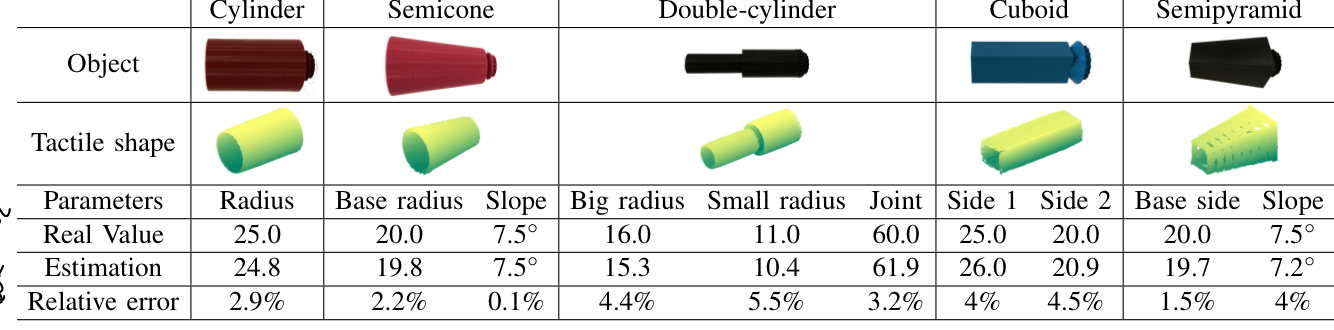 Cylinder Semicone Double-cylinder Cuboid Semipyramid
Object
Tactile shape
Parameters Radius Base radius Slope Big radius Small radius Joint Side 1 Side 2 Base side Slope
Real Value 25.0 20.0 7.5° 16.0 11.0 60.0 25.0 20.0 20.0 7.5°
Estimation 24.8 19.8 7.5° 15.3 10.4 61.9 26.0 20.9 19.7 7.2°
Relative error 2.9% 2.2% 0.1% 4.4% 5.5% 3.2% 4% 4.5% 1.5% 4%